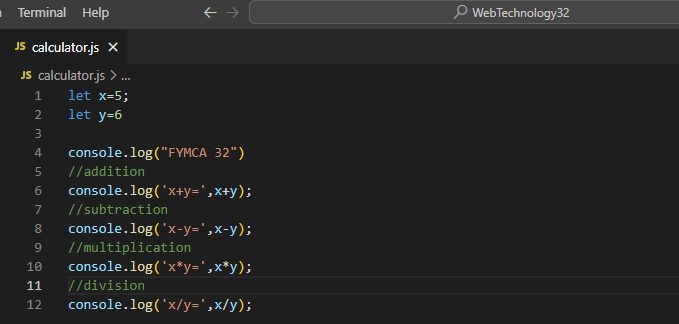 Terminal Help
← → WebTechnology32
JS calculator.js ×
JS calculator.js > ...
1 let x=5;
2 let y=6
3
4 console.log("FYMCA 32")
5 //addition
6 console.log('x+y=',x+y);
7 //subtraction
8 console.log('x-y=',x-y);
9 //multiplication
10 console.log('x*y=',x*y);
11 //division
12 console.log('x/y=',x/y);